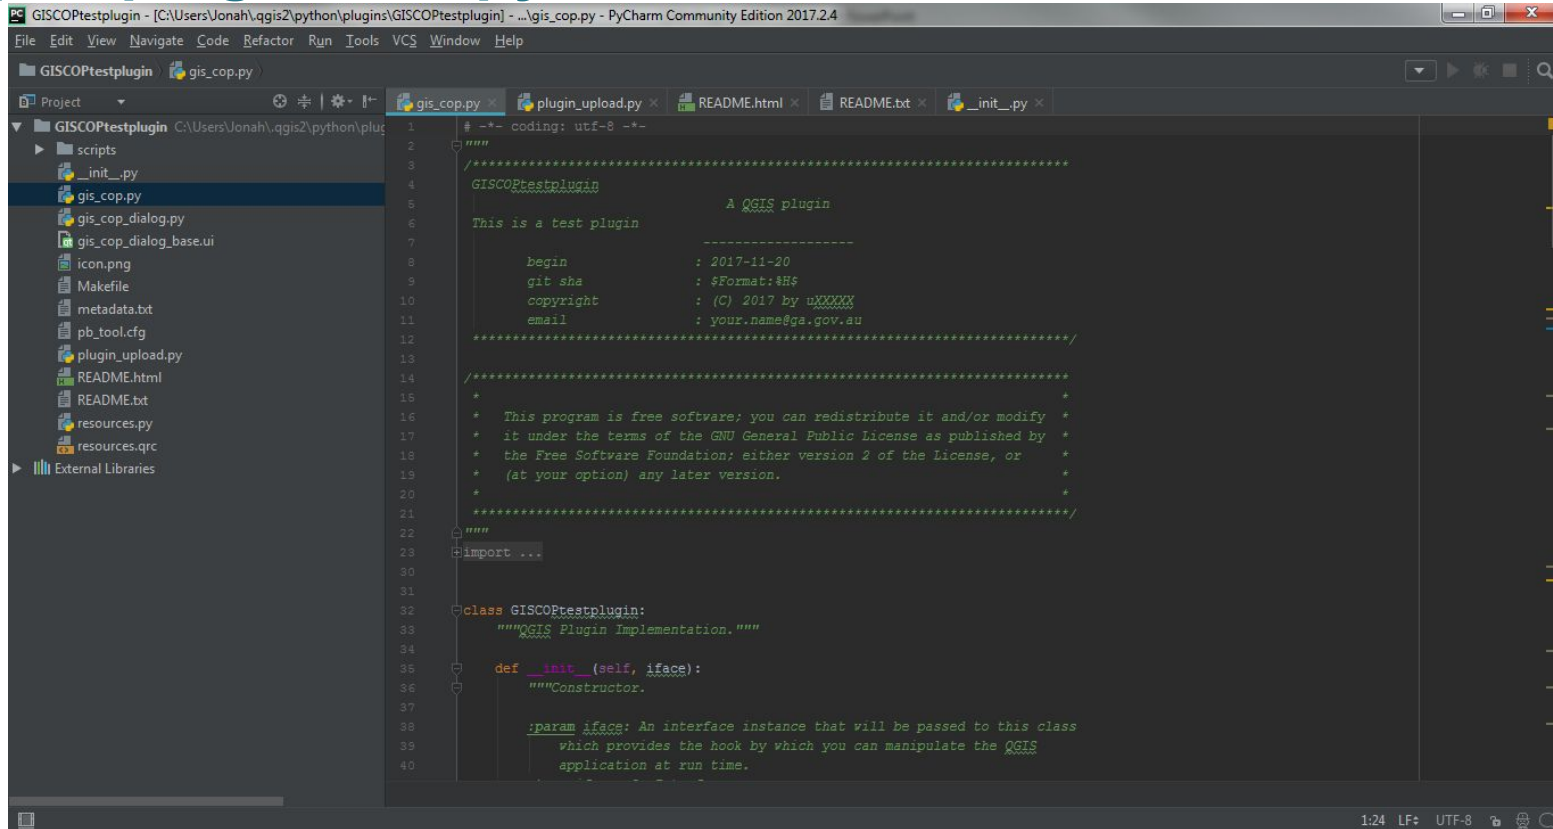 GISCOPtestplugin - [C:\Users\Jonah\.qgis2\python\plugins\GISCOPtestplugin] - ...\gis_cop.py - PyCharm Community Edition 2017.2.4
File Edit View Navigate Code Refactor Run Tools VCS Window Help
GISCOPtestplugin gis_cop.py
Project
gis_cop.py plugin_upload.py README.html README.txt __init__.py
GISCOPtestplugin C:\Users\Jonah\.qgis2\python\plug
scripts
__init__.py
gis_cop.py
gis_cop_dialog.py
gis_cop_dialog_base.ui
icon.png
Makefile
metadata.txt
pb_tool.cfg
plugin_upload.py
README.html
README.txt
resources.py
resources.qrc
External Libraries
1 # -*- coding: utf-8 -*-
2 """
3 /***************************************************************************
4 GISCOPtestplugin
5 A QGIS plugin
6 This is a test plugin
7 -------------------
8 begin : 2017-11-20
9 git sha : $Format:%H$
10 copyright : (C) 2017 by uXXXXX
11 email : your.name@ga.gov.au
12 ***************************************************************************/
13
14 /***************************************************************************
15 * *
16 * This program is free software; you can redistribute it and/or modify *
17 * it under the terms of the GNU General Public License as published by *
18 * the Free Software Foundation; either version 2 of the License, or *
19 * (at your option) any later version. *
20 * *
21 ***************************************************************************/
22 """
23 import ...
30
31
32 class GISCOPtestplugin:
33 """QGIS Plugin Implementation."""
34
35 def __init__(self, iface):
36 """Constructor.
37
38 :param iface: An interface instance that will be passed to this class
39 which provides the hook by which you can manipulate the QGIS
40 application at run time.
1:24 LF UTF-8